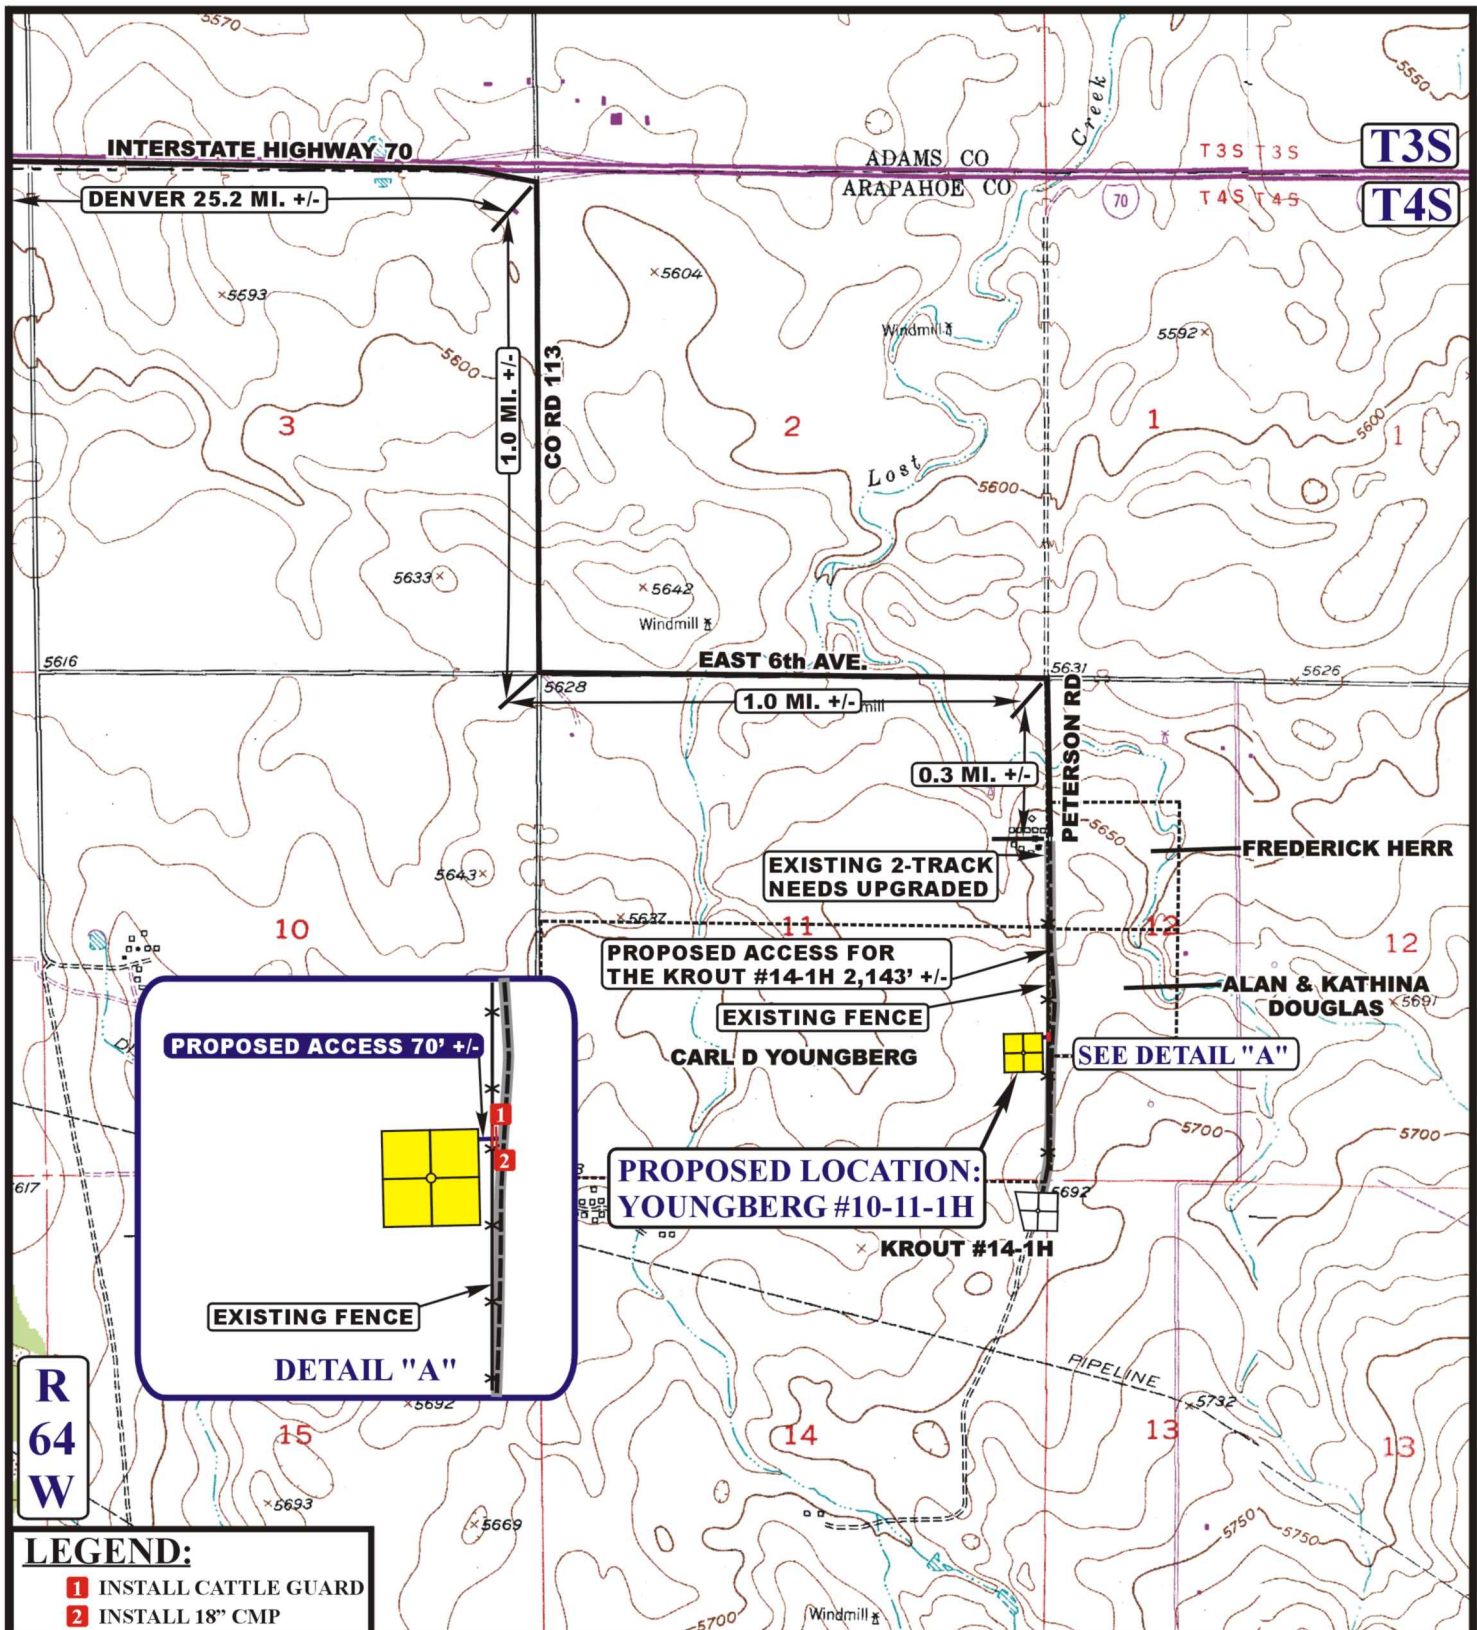 5570
5550
INTERSTATE HIGHWAY 70
Creek
ADAMS CO
ARAPAHOE CO
T3S T3S
T4S T4S
70
T3S
T4S
DENVER 25.2 MI. +/-
5593
5604
Windmill
5592
5600
1.0 MI. +/-
CO RD 113
3
2
1
5600
1
Lost
5600
5633
5642
Windmill
5616
EAST 6th AVE.
5631
5626
5628
1.0 MI. +/-
mill
PETERSON RD
0.3 MI. +/-
5650
FREDERICK HERR
EXISTING 2-TRACK
NEEDS UPGRADED
5643
5637
10
11
12
12
PROPOSED ACCESS FOR
THE KROUT #14-1H 2,143' +/-
ALAN & KATHINA
DOUGLAS
5691
EXISTING FENCE
CARL D YOUNGBERG
SEE DETAIL "A"
PROPOSED ACCESS 70' +/-
1
2
5700
5700
PROPOSED LOCATION:
YOUNGBERG #10-11-1H
5617
5692
KROUT #14-1H
EXISTING FENCE
DETAIL "A"
PIPELINE
5732
R
64
W
5692
15
14
13
13
5693
5669
5750
5750
LEGEND:
1 INSTALL CATTLE GUARD
2 INSTALL 18” CMP
5700
Windmill